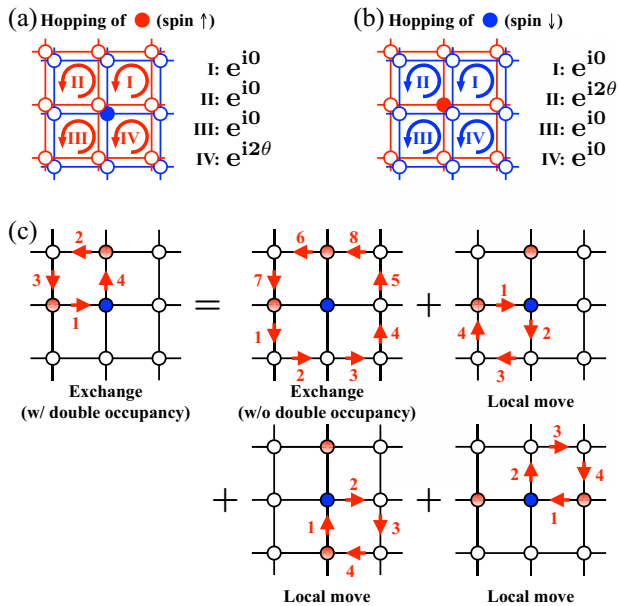 (a) Hopping of (spin ↑)
I: e^{i0}
II: e^{i0}
III: e^{i0}
IV: e^{i2θ}
II I
III IV
(b) Hopping of (spin ↓)
I: e^{i0}
II: e^{i2θ}
III: e^{i0}
IV: e^{i0}
II I
III IV
(c)
2
3 4
1
Exchange
(w/ double occupancy)
=
6 8
7 5
1 4
2 3
Exchange
(w/o double occupancy)
+
1
4 2
3
Local move
+
2
1 3
4
Local move
+
3
2 4
1
Local move